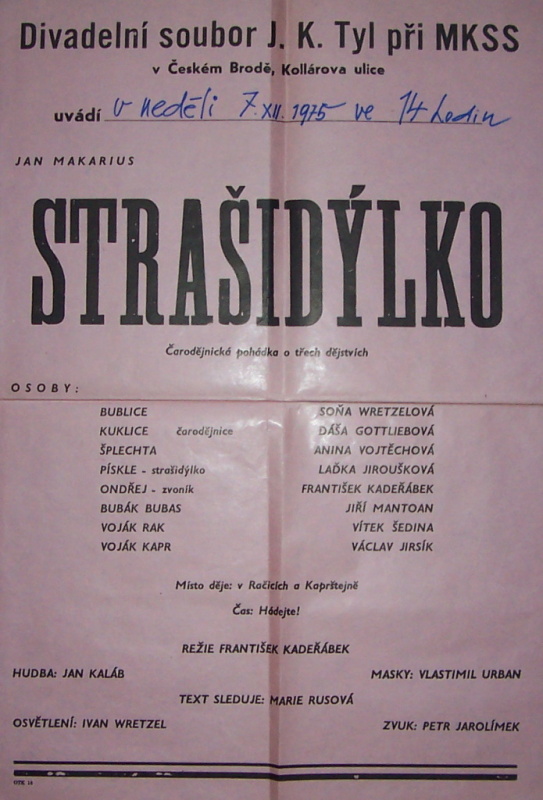 Divadelní soubor J. K. Tyl při MKSS
v Českém Brodě, Kollárova ulice
uvádí v neděli 7. XII. 1975 ve 14 hodin
JAN MAKARIUS
STRAŠIDÝLKO
Čarodějnická pohádka o třech dějstvích
OSOBY:
BUBLICE SOŇA WRETZELOVÁ
KUKLICE čarodějnice DÁŠA GOTTLIEBOVÁ
ŠPLECHTA ANINA VOJTĚCHOVÁ
PÍSKLE - strašidýlko LAĎKA JIROUŠKOVÁ
ONDŘEJ - zvoník FRANTIŠEK KADEŘÁBEK
BUBÁK BUBAS JIŘÍ MANTOAN
VOJÁK RAK VÍTEK ŠEDINA
VOJÁK KAPR VÁCLAV JIRSÍK
Místo děje: v Račicích a Kaprštejně
Čas: Hádejte!
REŽIE FRANTIŠEK KADEŘÁBEK
HUDBA: JAN KALÁB MASKY: VLASTIMIL URBAN
TEXT SLEDUJE: MARIE RUSOVÁ
OSVĚTLENÍ: IVAN WRETZEL ZVUK: PETR JAROLÍMEK